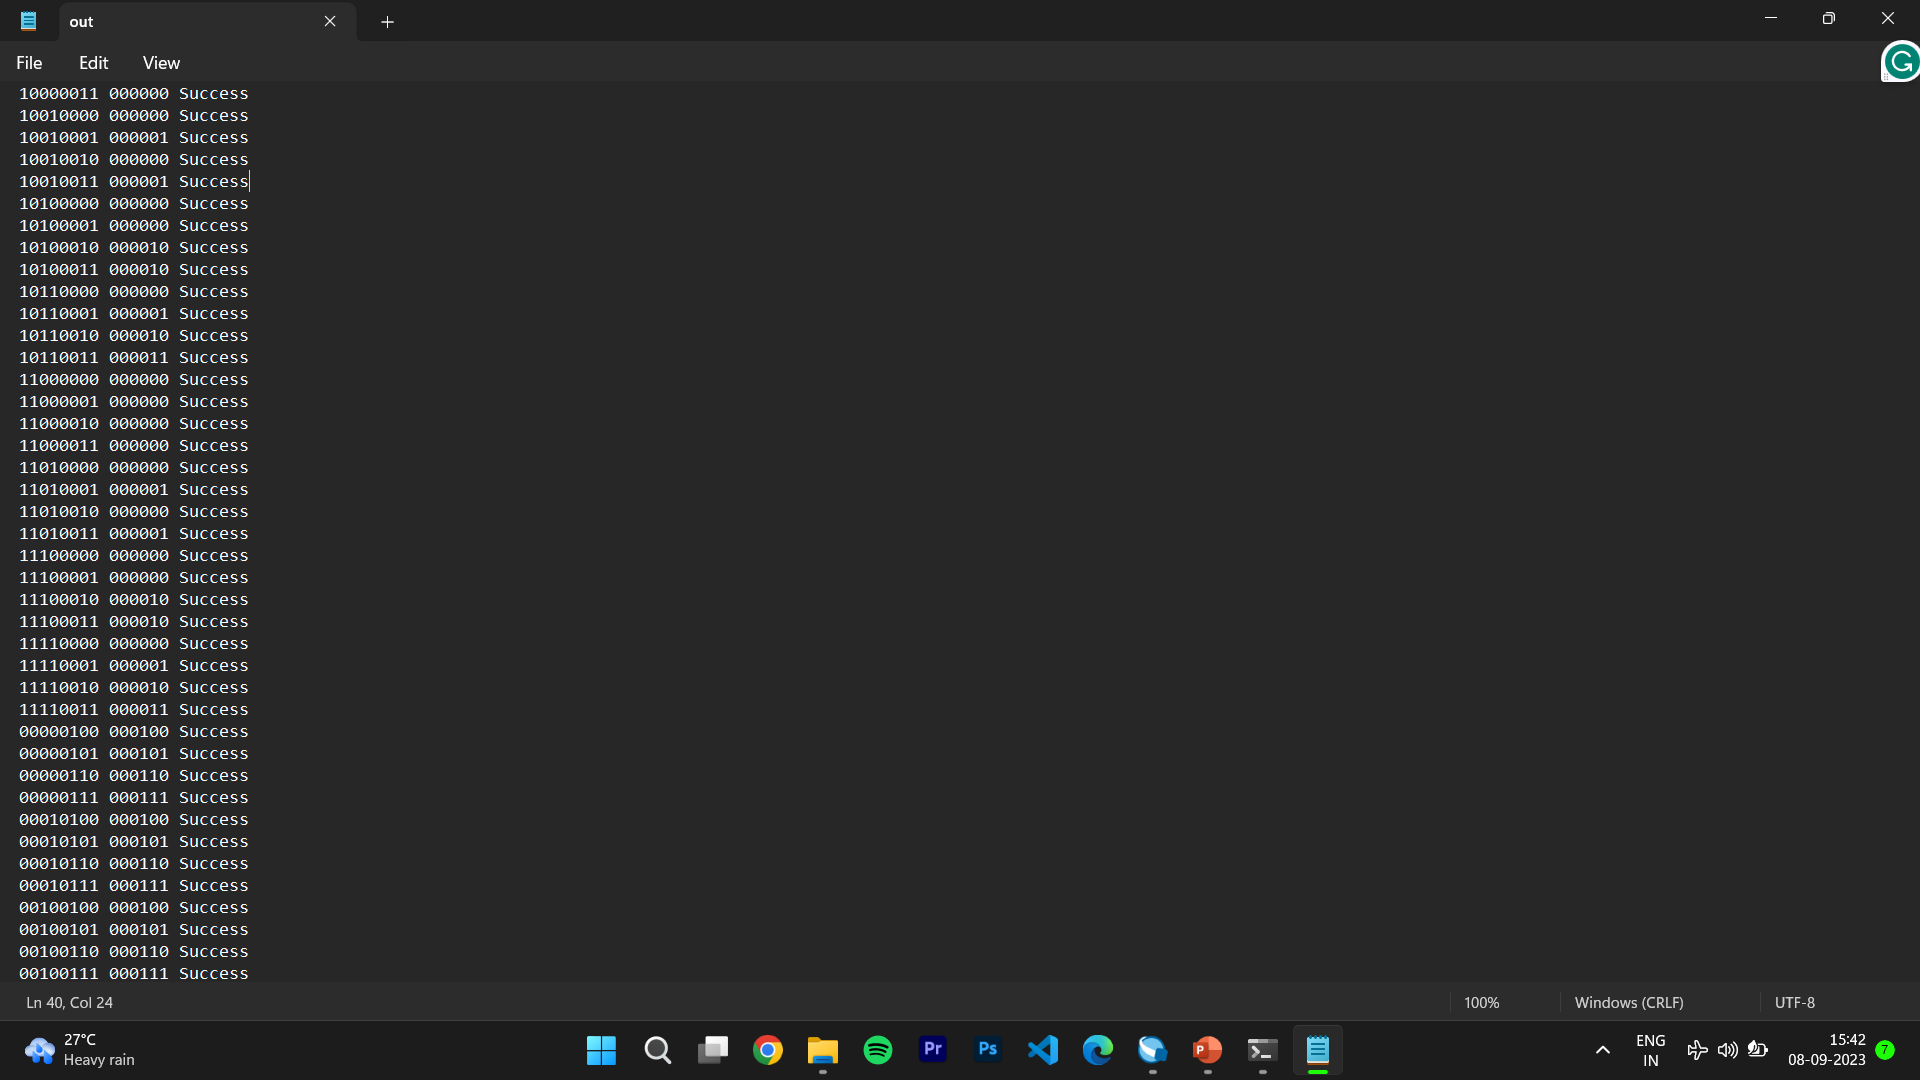 out
File Edit View
10000011 000000 Success
10010000 000000 Success
10010001 000001 Success
10010010 000000 Success
10010011 000001 Success
10100000 000000 Success
10100001 000000 Success
10100010 000010 Success
10100011 000010 Success
10110000 000000 Success
10110001 000001 Success
10110010 000010 Success
10110011 000011 Success
11000000 000000 Success
11000001 000000 Success
11000010 000000 Success
11000011 000000 Success
11010000 000000 Success
11010001 000001 Success
11010010 000000 Success
11010011 000001 Success
11100000 000000 Success
11100001 000000 Success
11100010 000010 Success
11100011 000010 Success
11110000 000000 Success
11110001 000001 Success
11110010 000010 Success
11110011 000011 Success
00000100 000100 Success
00000101 000101 Success
00000110 000110 Success
00000111 000111 Success
00010100 000100 Success
00010101 000101 Success
00010110 000110 Success
00010111 000111 Success
00100100 000100 Success
00100101 000101 Success
00100110 000110 Success
00100111 000111 Success
Ln 40, Col 24 100% Windows (CRLF) UTF-8
27°C
Heavy rain
Pr Ps P
ENG
IN
15:42
08-09-2023
7